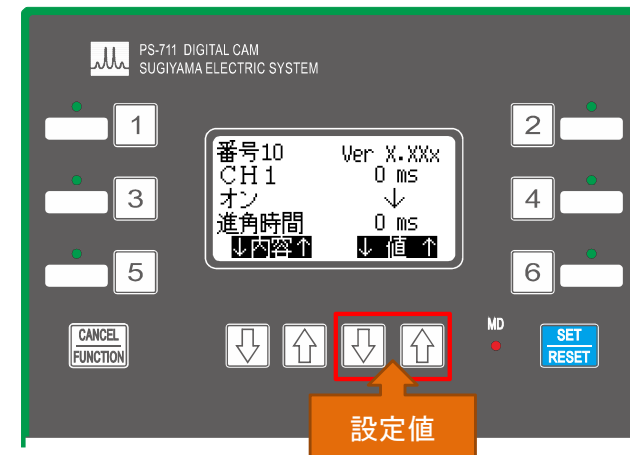 PS-711 DIGITAL CAM
SUGIYAMA ELECTRIC SYSTEM
1
2
番号10 Ver X.XXx
CH1 0 ms
オン ↓
進角時間 0 ms
↓内容↑ ↓ 値 ↑
3
4
5
6
CANCEL
FUNCTION
MD
SET
RESET
設定値